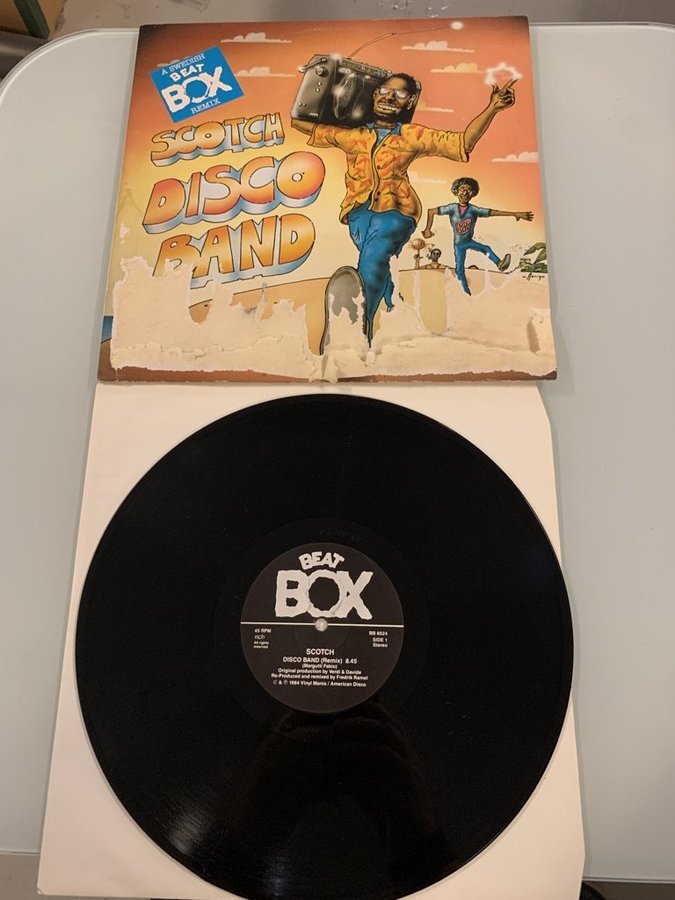 A SWEDISH
BEAT
BOX
REMIX
SCOTCH
DISCO
BAND
BEAT
BOX
45 RPM
ncb
All rights
reserved
BB 8024
SIDE 1
Stereo
SCOTCH
DISCO BAND (Remix) 8.45
(Margutti Fabio)
Original production by Verdi & Davide
Re-Produced and remixed by Fredrik Ramel
© & ℗ 1984 Vinyl Mania / American Disco